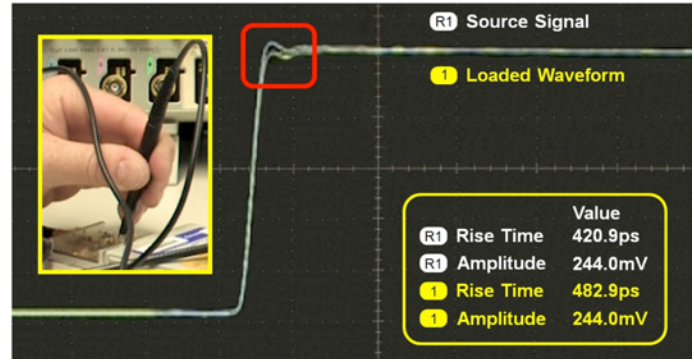 R1 Source Signal
1 Loaded Waveform
Value
R1 Rise Time 420.9ps
R1 Amplitude 244.0mV
1 Rise Time 482.9ps
1 Amplitude 244.0mV